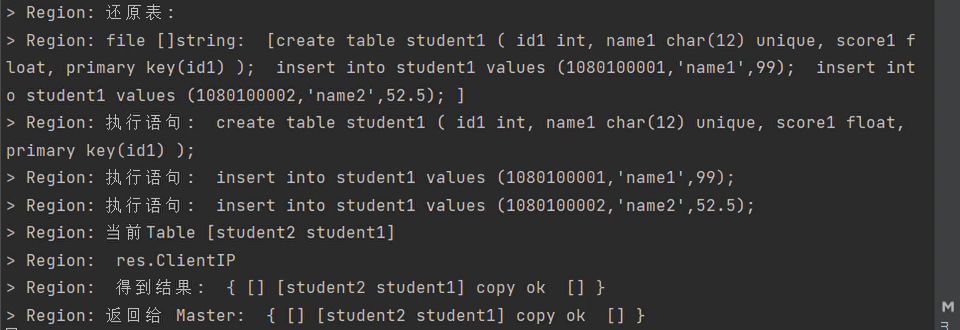 > Region: 还原表：
> Region: file []string:  [create table student1 ( id1 int, name1 char(12) unique, score1 f
loat, primary key(id1) );  insert into student1 values (1080100001,'name1',99);  insert int
o student1 values (1080100002,'name2',52.5); ]
> Region: 执行语句：  create table student1 ( id1 int, name1 char(12) unique, score1 float,
primary key(id1) );
> Region: 执行语句：  insert into student1 values (1080100001,'name1',99);
> Region: 执行语句：  insert into student1 values (1080100002,'name2',52.5);
> Region: 当前Table [student2 student1]
> Region:  res.ClientIP
> Region:  得到结果：  { [] [student2 student1] copy ok  [] }
> Region: 返回给 Master:  { [] [student2 student1] copy ok  [] }
M